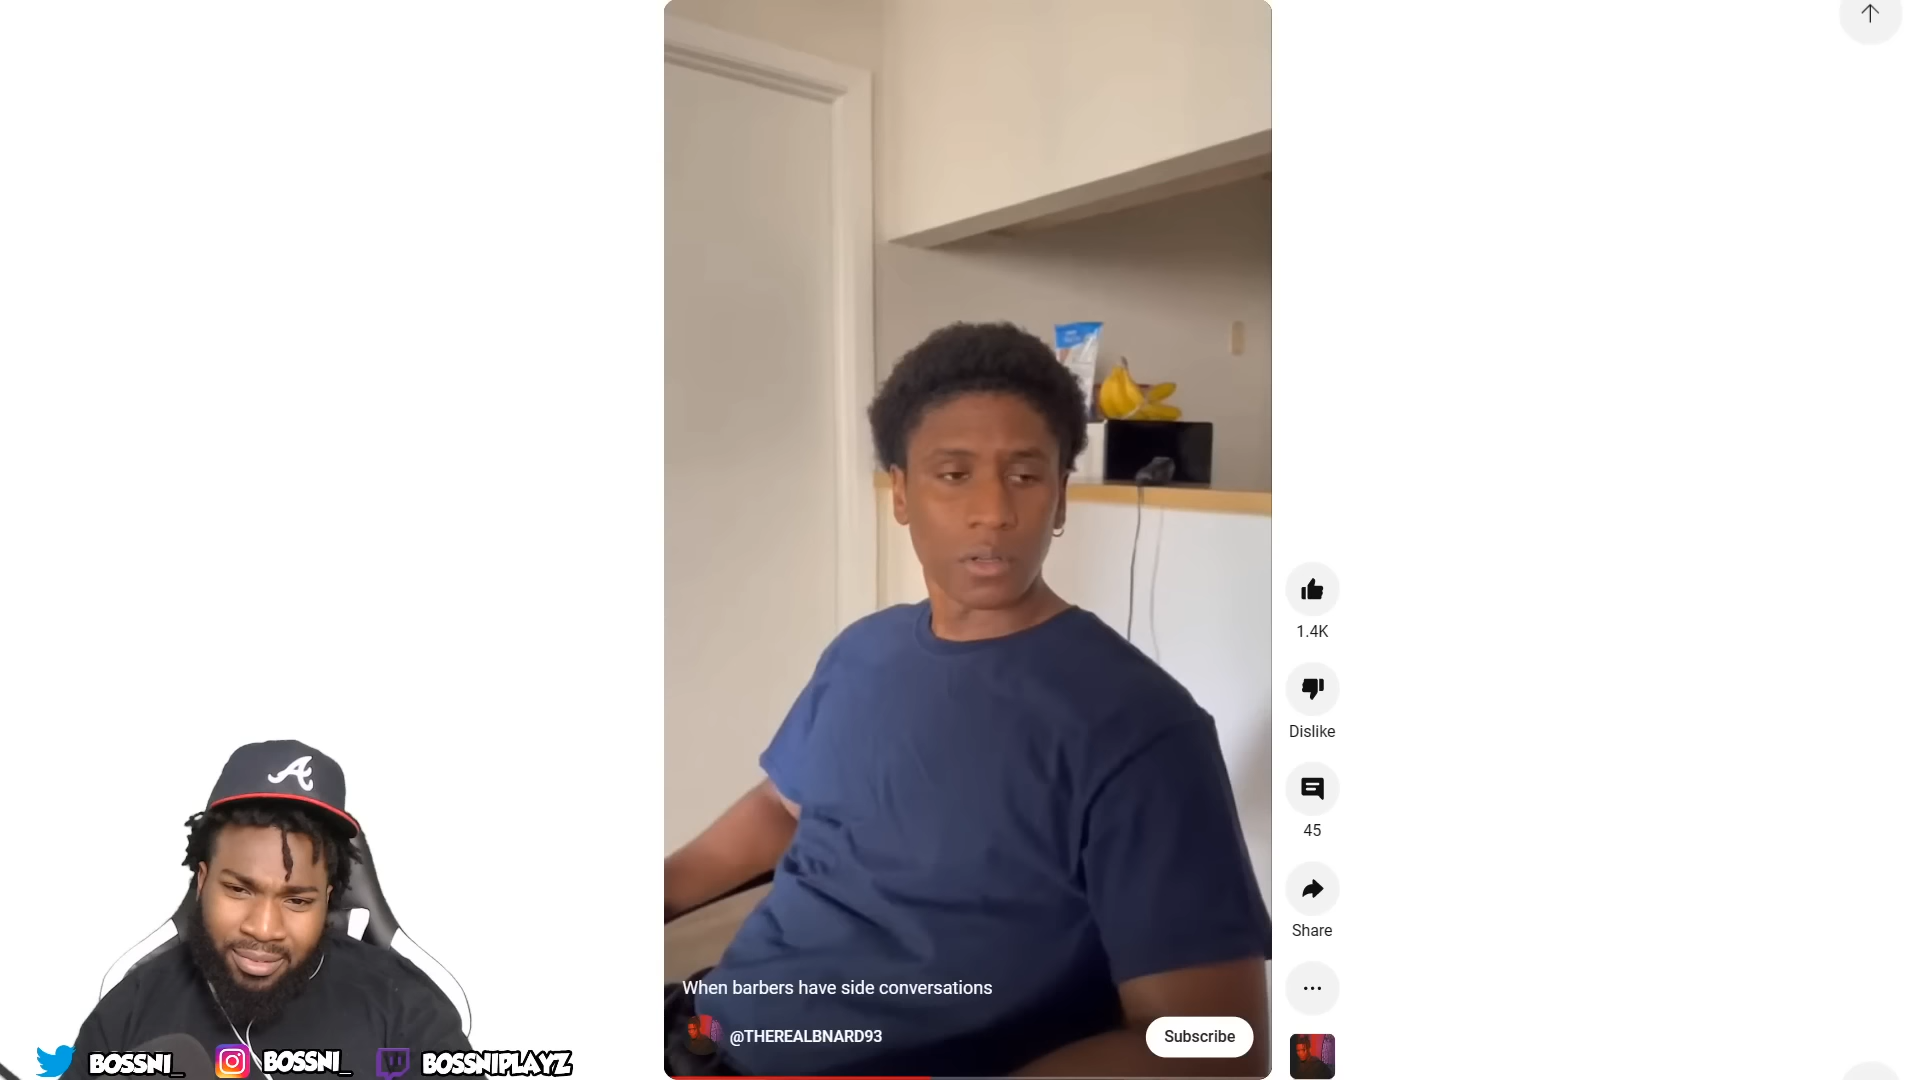 1.4K
Dislike
45
Share
When barbers have side conversations
@THEREALBNARD93
Subscribe
A
BOSSNI_
BOSSNI_
BOSSNIPLAYZ